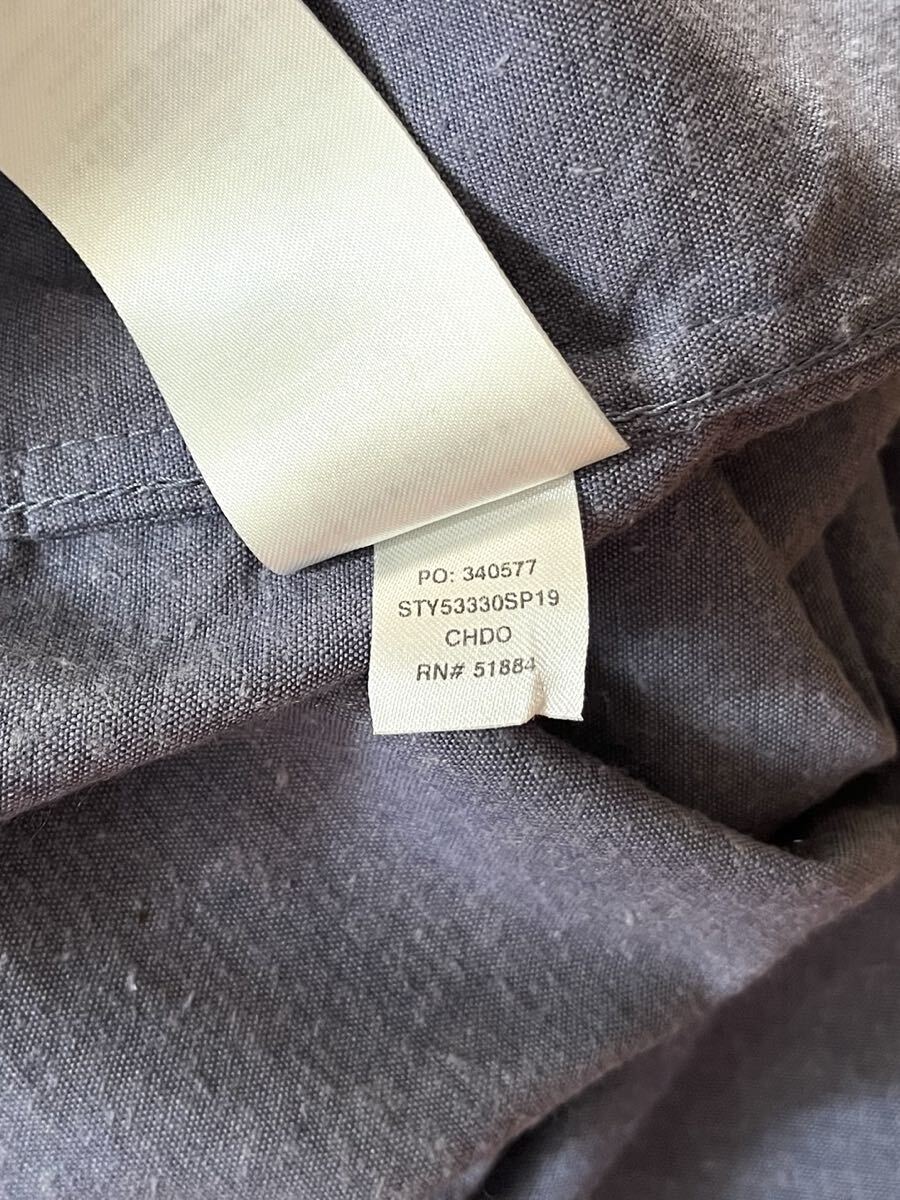 PO: 340577
STY53330SP19
CHDO
RN# 51884